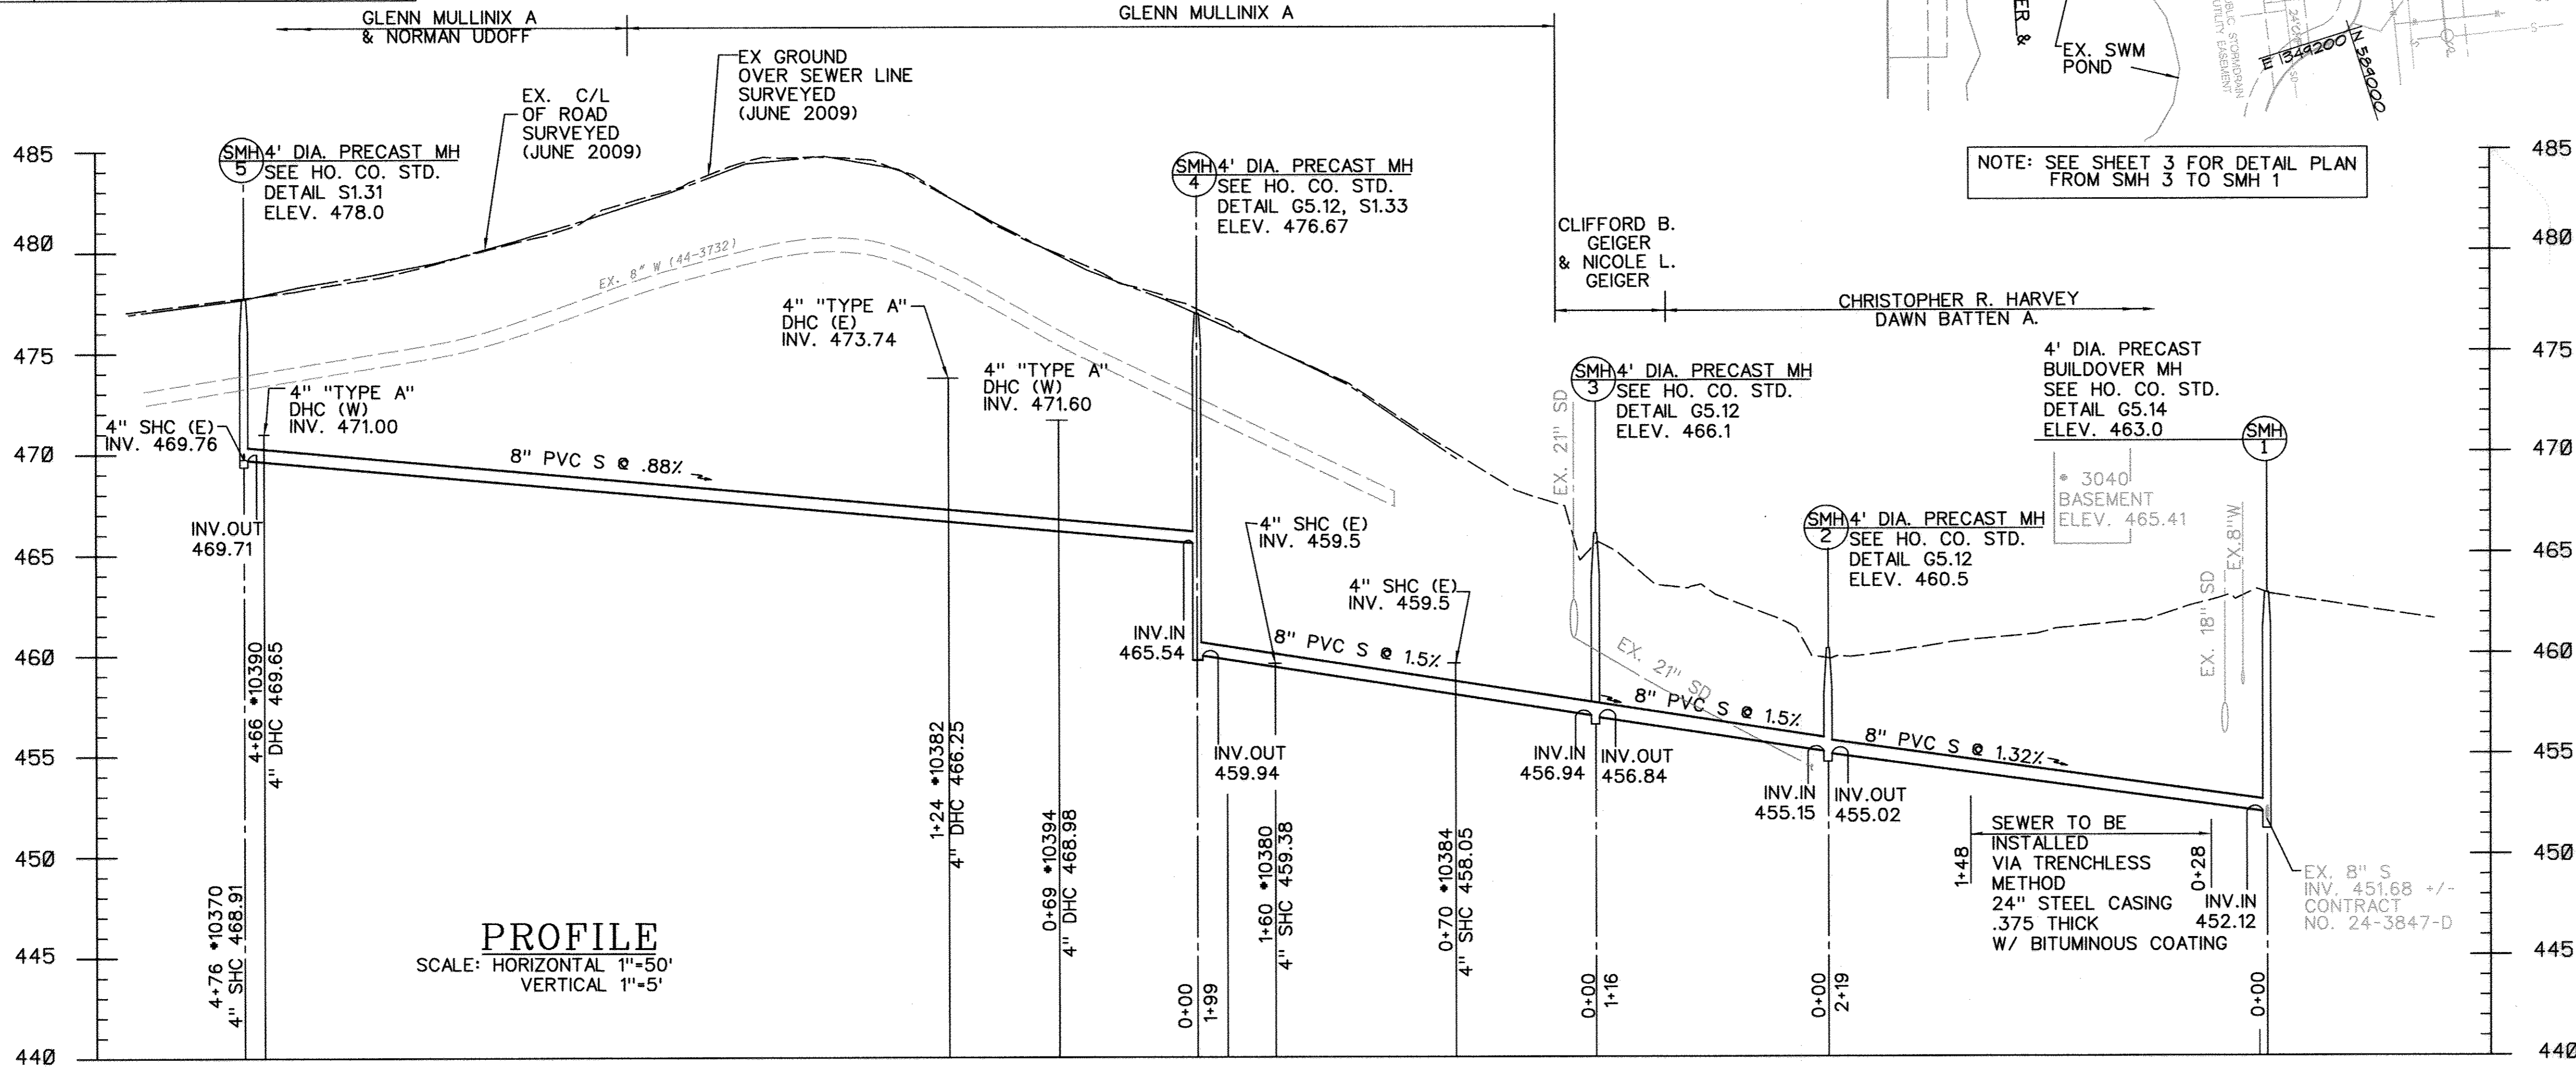 GLENN MULLINIX A
& NORMAN UDOFF
GLENN MULLINIX A
EX GROUND
OVER SEWER LINE
SURVEYED
(JUNE 2009)
EX. C/L
OF ROAD
SURVEYED
(JUNE 2009)
ER &
EX. SWM
POND
E 1349200
N 589000
24"
SD
PUBLIC STORMDRAIN
UTILITY EASEMENT
NOTE: SEE SHEET 3 FOR DETAIL PLAN
FROM SMH 3 TO SMH 1
485
480
475
470
465
460
455
450
445
440
SMH
5
4' DIA. PRECAST MH
SEE HO. CO. STD.
DETAIL S1.31
ELEV. 478.0
SMH
4
4' DIA. PRECAST MH
SEE HO. CO. STD.
DETAIL G5.12, S1.33
ELEV. 476.67
CLIFFORD B.
GEIGER
& NICOLE L.
GEIGER
CHRISTOPHER R. HARVEY
DAWN BATTEN A.
EX. 8" W (44-3732)
4" "TYPE A"
DHC (E)
INV. 473.74
4" "TYPE A"
DHC (W)
INV. 471.60
4" "TYPE A"
DHC (W)
INV. 471.00
4" SHC (E)
INV. 469.76
8" PVC S @ .88%
INV.OUT
469.71
SMH
3
4' DIA. PRECAST MH
SEE HO. CO. STD.
DETAIL G5.12
ELEV. 466.1
EX. 21" SD
4' DIA. PRECAST
BUILDOVER MH
SEE HO. CO. STD.
DETAIL G5.14
ELEV. 463.0
SMH
1
* 3040
BASEMENT
ELEV. 465.41
SMH
2
4' DIA. PRECAST MH
SEE HO. CO. STD.
DETAIL G5.12
ELEV. 460.5
EX.8"W
EX. 18" SD
4" SHC (E)
INV. 459.5
4" SHC (E)
INV. 459.5
INV.IN
465.54
8" PVC S @ 1.5%
EX. 21" SD
8" PVC S @ 1.5%
8" PVC S @ 1.32%
INV.OUT
459.94
INV.IN
456.94
INV.OUT
456.84
INV.IN
455.15
INV.OUT
455.02
SEWER TO BE
INSTALLED
VIA TRENCHLESS
METHOD
24" STEEL CASING
.375 THICK
W/ BITUMINOUS COATING
1+48
0+28
INV.IN
452.12
EX. 8" S
INV. 451.68 +/-
CONTRACT
NO. 24-3847-D
4+76 *10370
4" SHC 468.91
4+66 *10390
4" DHC 469.65
1+24 *10382
4" DHC 466.25
0+69 *10394
4" DHC 468.98
0+00
1+99
1+60 *10380
4" SHC 459.38
0+70 *10384
4" SHC 458.05
0+00
1+16
0+00
2+19
0+00
PROFILE
SCALE: HORIZONTAL 1"=50'
VERTICAL 1"=5'
485
480
475
470
465
460
455
450
445
440